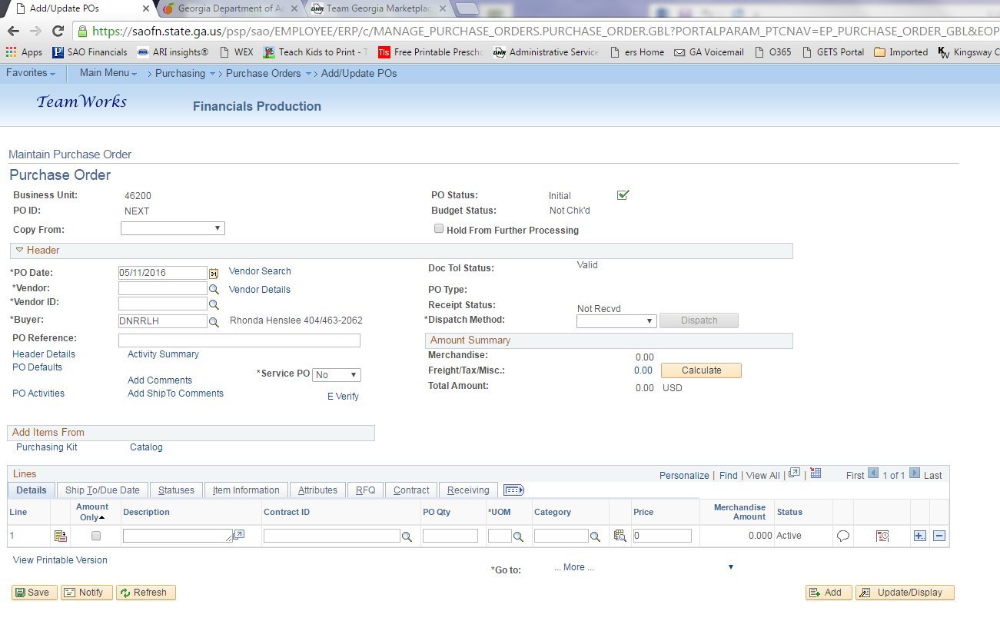 Add/Update POs
Georgia Department of Ad
Team Georgia Marketplac
https://saofn.state.ga.us/psp/sao/EMPLOYEE/ERP/c/MANAGE_PURCHASE_ORDERS.PURCHASE_ORDER.GBL?PORTALPARAM_PTCNAV=EP_PURCHASE_ORDER_GBL&EOP
Apps SAO Financials ARI insights® WEX Teach Kids to Print - T Free Printable Prescho Administrative Service ers Home GA Voicemail O365 GETS Portal Imported Kingsway C
Favorites Main Menu > Purchasing > Purchase Orders > Add/Update POs
TeamWorks Financials Production
Maintain Purchase Order
Purchase Order
Business Unit: 46200 PO Status: Initial
PO ID: NEXT Budget Status: Not Chk'd
Copy From: Hold From Further Processing
Header
*PO Date: 05/11/2016 31 Vendor Search Doc Tol Status: Valid
*Vendor: Vendor Details PO Type:
*Vendor ID: Receipt Status: Not Recvd
*Buyer: DNRRLH Rhonda Henslee 404/463-2062 *Dispatch Method: Dispatch
PO Reference: Amount Summary
Header Details Activity Summary Merchandise: 0.00
PO Defaults *Service PO No Freight/Tax/Misc.: 0.00 Calculate
Add Comments Total Amount: 0.00 USD
PO Activities Add ShipTo Comments E Verify
Add Items From
Purchasing Kit Catalog
Lines Personalize | Find | View All | | First 1 of 1 Last
Details Ship To/Due Date Statuses Item Information Attributes RFQ Contract Receiving
Line Amount Only Description Contract ID PO Qty *UOM Category Price Merchandise Amount Status
1 0 0.000 Active
View Printable Version *Go to: ... More ...
Save Notify Refresh Add Update/Display